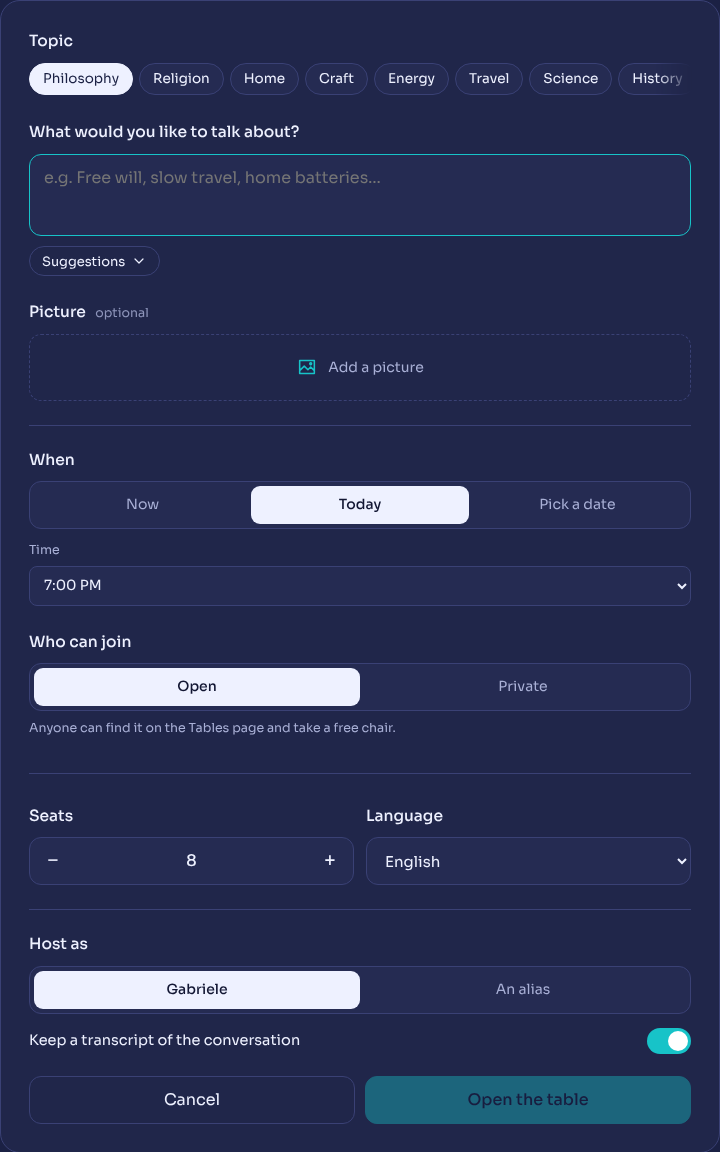 Topic
Philosophy Religion Home Craft Energy Travel Science History
What would you like to talk about?
e.g. Free will, slow travel, home batteries...
Suggestions
Picture optional
Add a picture
When
Now Today Pick a date
Time
7:00 PM
Who can join
Open Private
Anyone can find it on the Tables page and take a free chair.
Seats Language
− 8 + English
Host as
Gabriele An alias
Keep a transcript of the conversation
Cancel Open the table